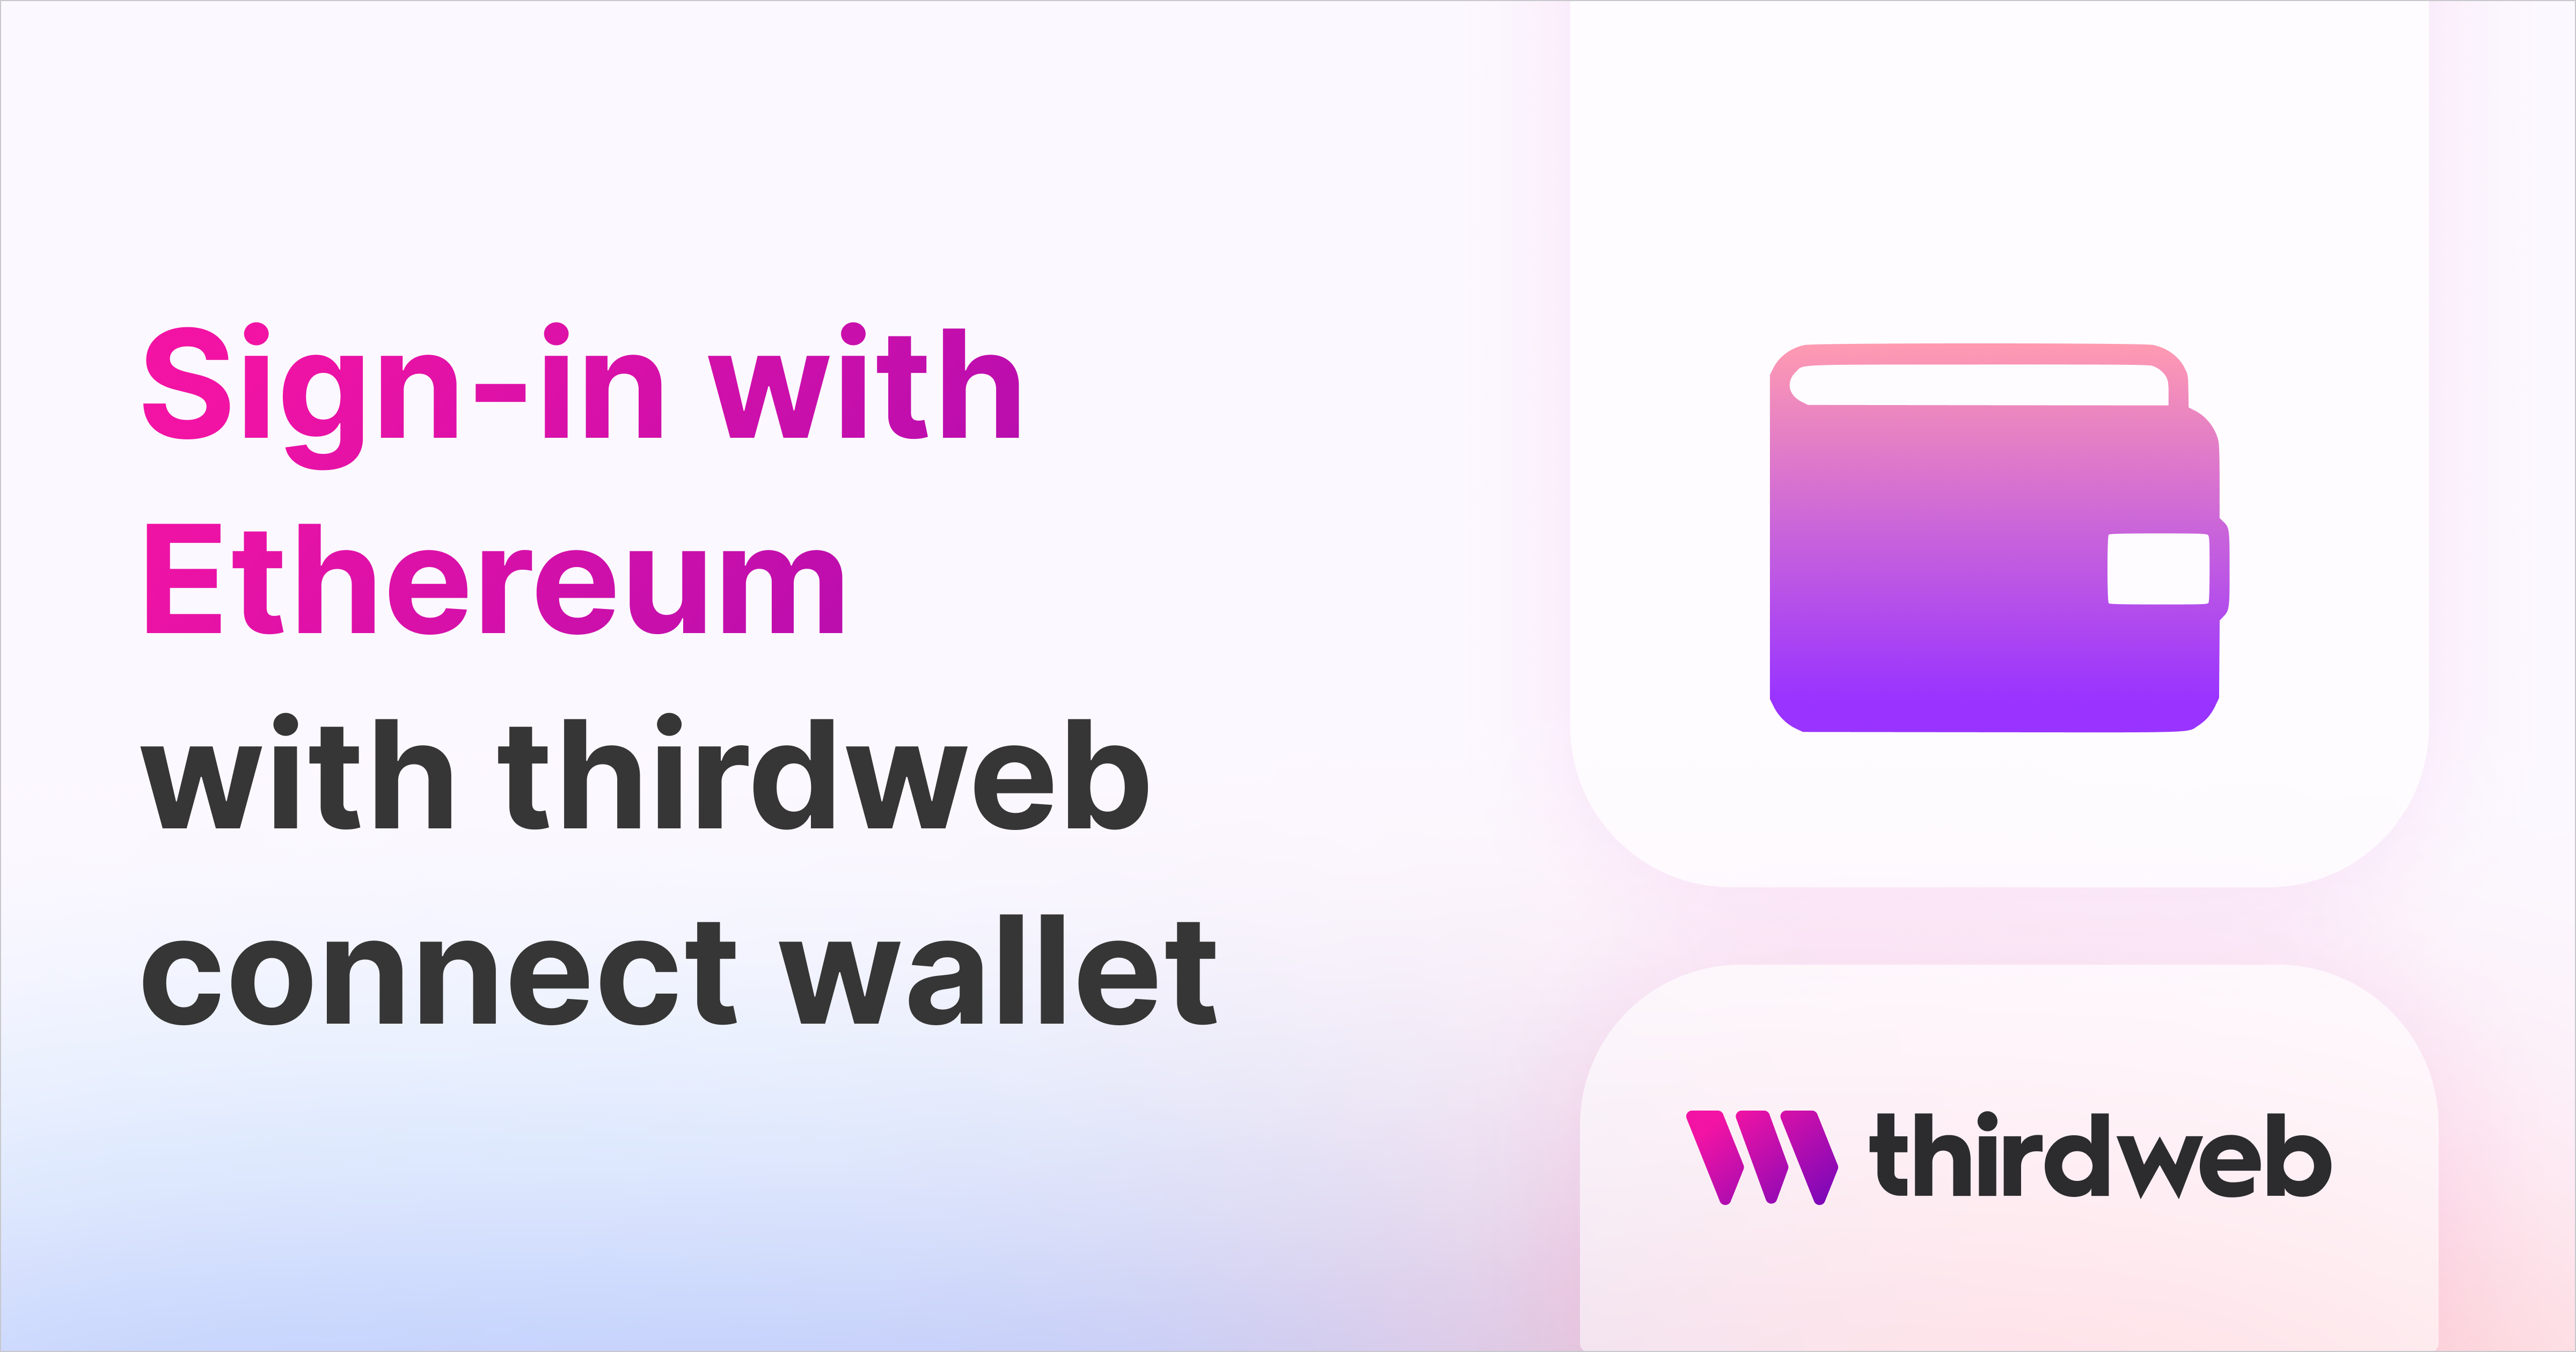 Sign-in with
Ethereum
with thirdweb
connect wallet
thirdweb